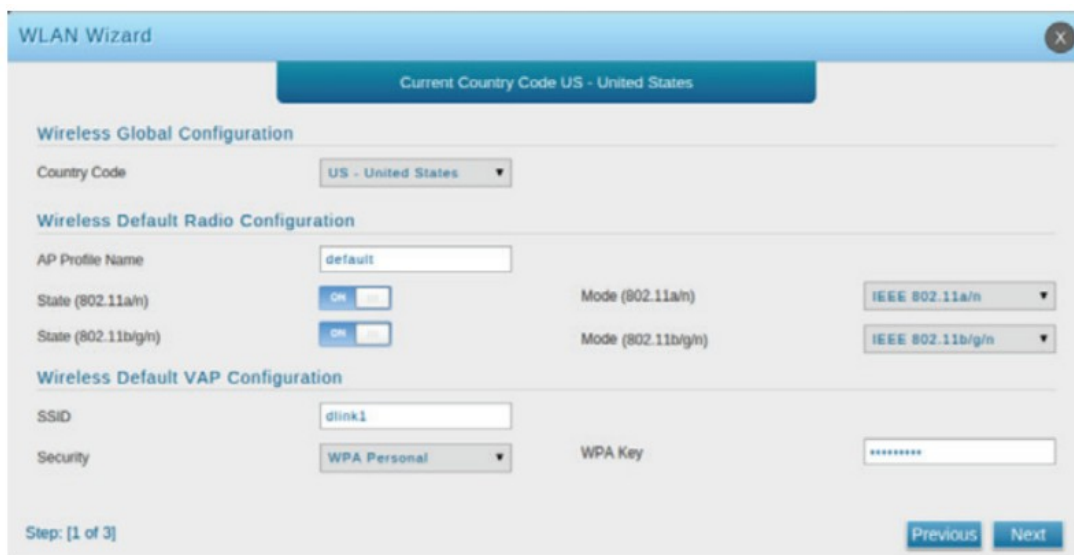 WLAN Wizard
X
Current Country Code US - United States
Wireless Global Configuration
Country Code US - United States
Wireless Default Radio Configuration
AP Profile Name default
State (802.11a/n) ON Mode (802.11a/n) IEEE 802.11a/n
State (802.11b/g/n) ON Mode (802.11b/g/n) IEEE 802.11b/g/n
Wireless Default VAP Configuration
SSID dlink1
Security WPA Personal WPA Key •••••••••
Step: [1 of 3] Previous Next